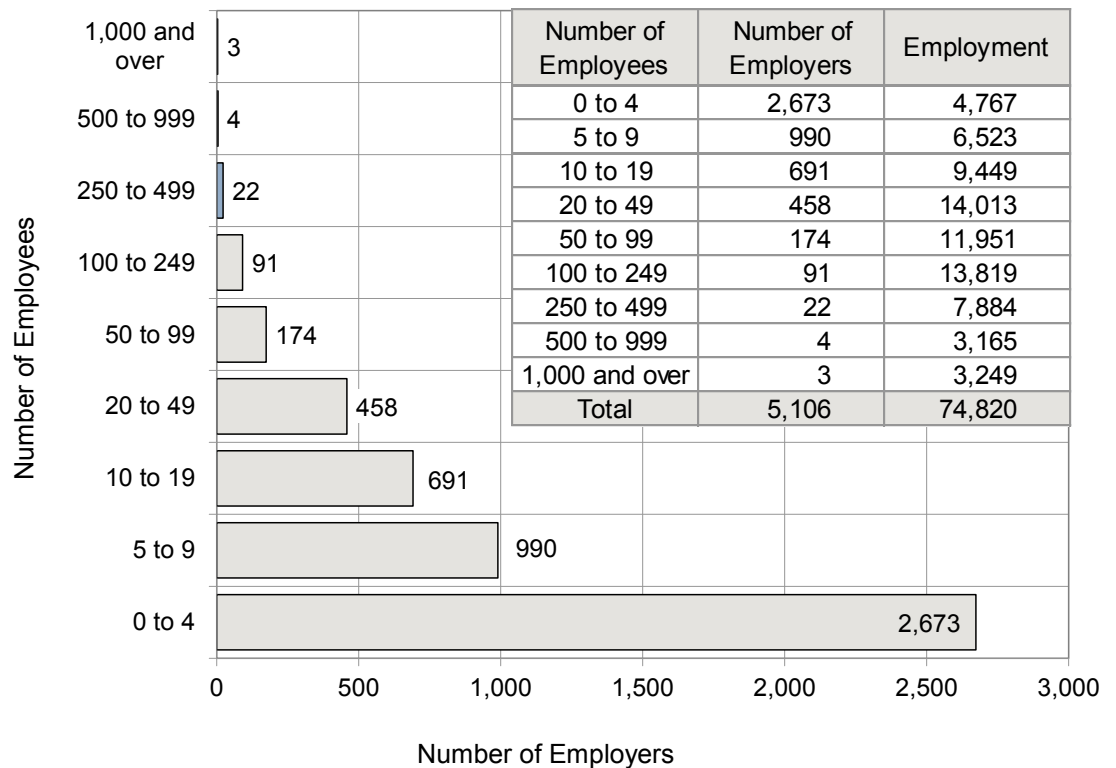 1,000 and
over
3
500 to 999
4
250 to 499
22
100 to 249
91
50 to 99
174
20 to 49
458
10 to 19
691
5 to 9
990
0 to 4
2,673
Number of Employees
0 500 1,000 1,500 2,000 2,500 3,000
Number of Employers
Number of Employees Number of Employers Employment
0 to 4 2,673 4,767
5 to 9 990 6,523
10 to 19 691 9,449
20 to 49 458 14,013
50 to 99 174 11,951
100 to 249 91 13,819
250 to 499 22 7,884
500 to 999 4 3,165
1,000 and over 3 3,249
Total 5,106 74,820